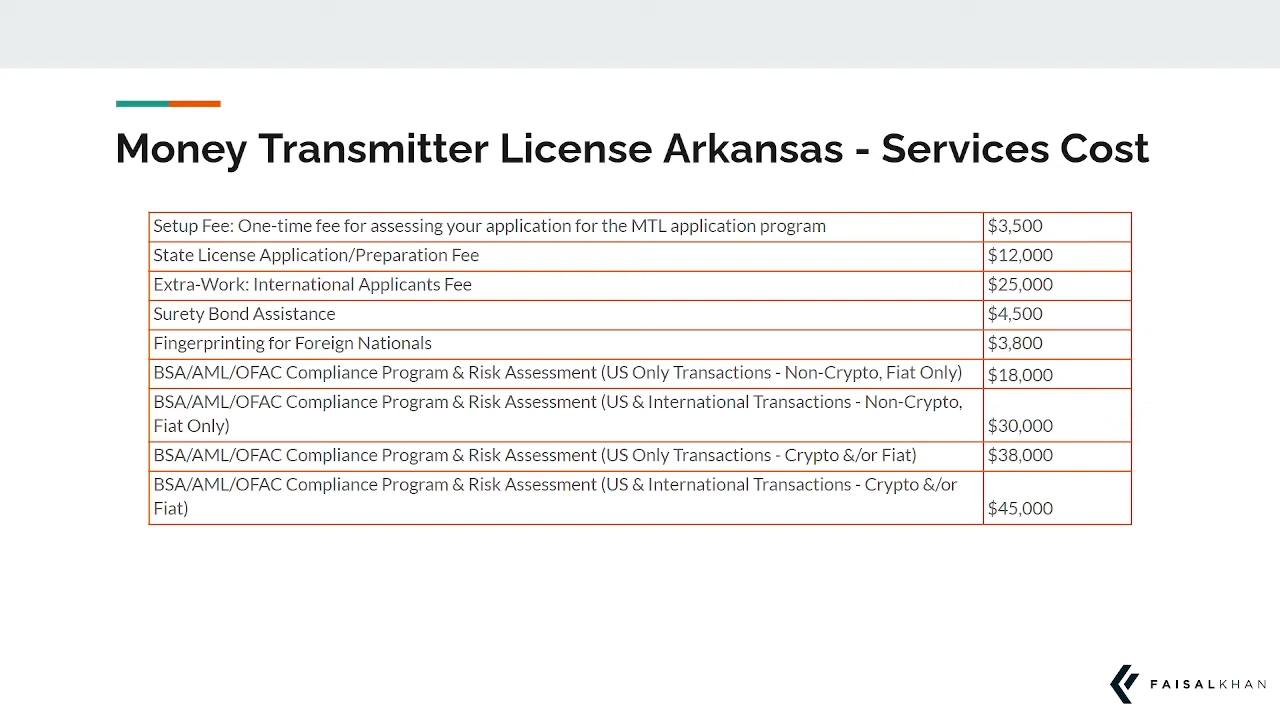 Money Transmitter License Arkansas - Services Cost
Setup Fee: One-time fee for assessing your application for the MTL application program $3,500
State License Application/Preparation Fee $12,000
Extra-Work: International Applicants Fee $25,000
Surety Bond Assistance $4,500
Fingerprinting for Foreign Nationals $3,800
BSA/AML/OFAC Compliance Program & Risk Assessment (US Only Transactions - Non-Crypto, Fiat Only) $18,000
BSA/AML/OFAC Compliance Program & Risk Assessment (US & International Transactions - Non-Crypto,
Fiat Only) $30,000
BSA/AML/OFAC Compliance Program & Risk Assessment (US Only Transactions - Crypto &/or Fiat) $38,000
BSA/AML/OFAC Compliance Program & Risk Assessment (US & International Transactions - Crypto &/or
Fiat) $45,000
FAISALKHAN